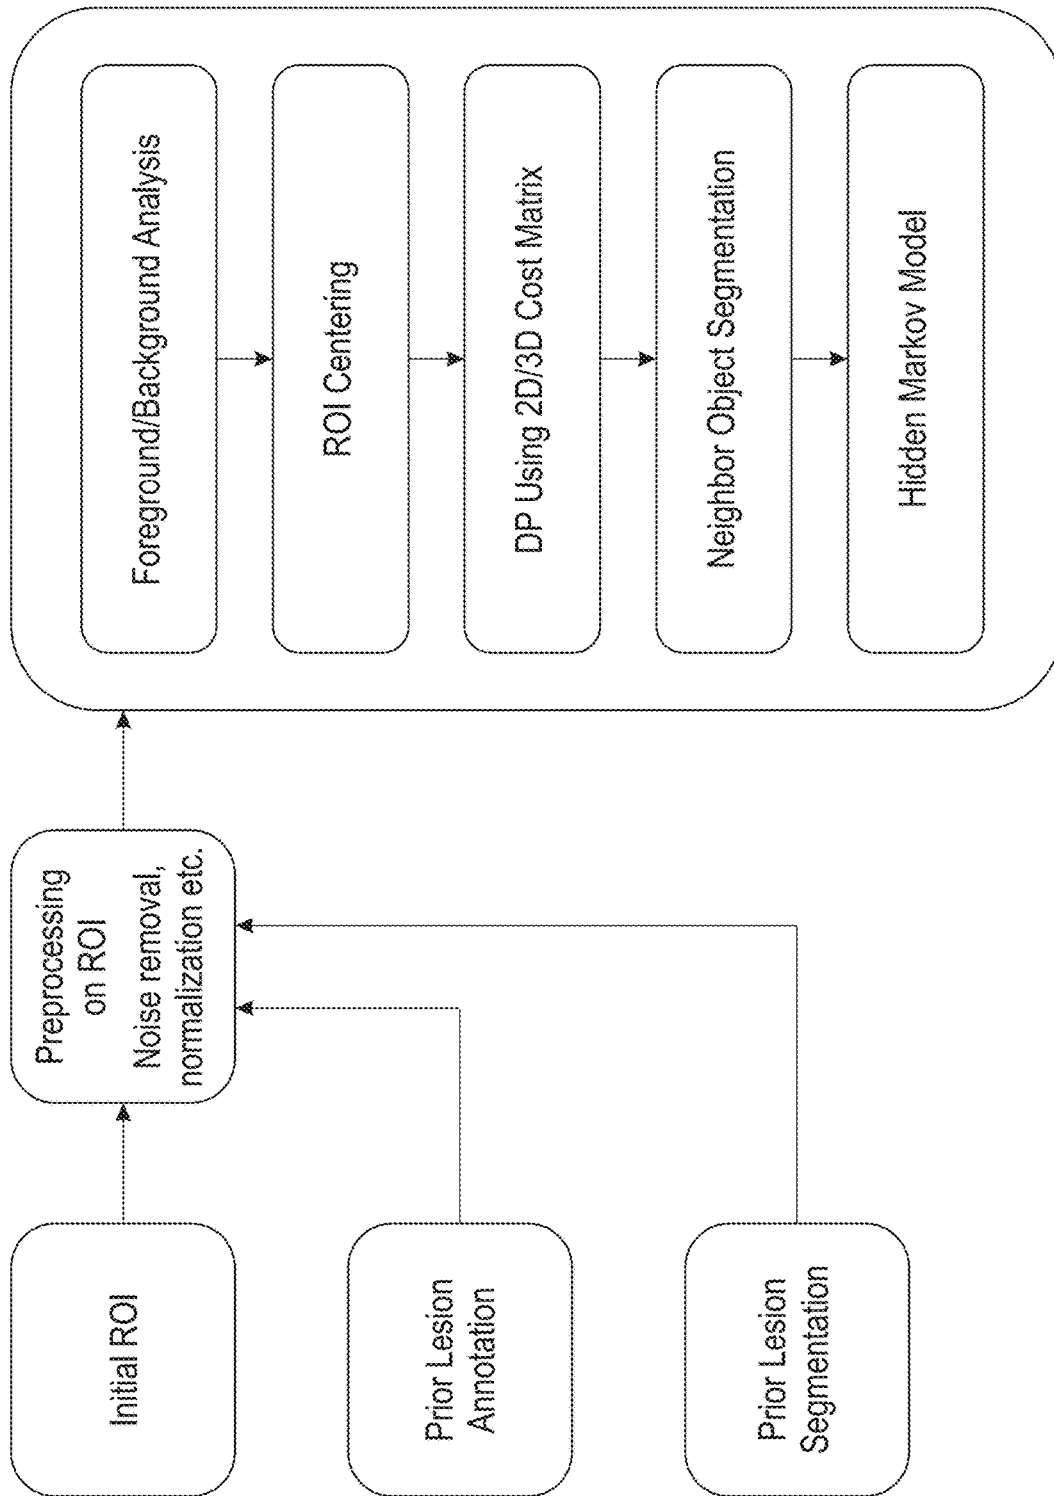 Initial ROI
Prior Lesion
Annotation
Prior Lesion
Segmentation
Preprocessing
on ROI
Noise removal,
normalization etc.
Foreground/Background Analysis
ROI Centering
DP Using 2D/3D Cost Matrix
Neighbor Object Segmentation
Hidden Markov Model